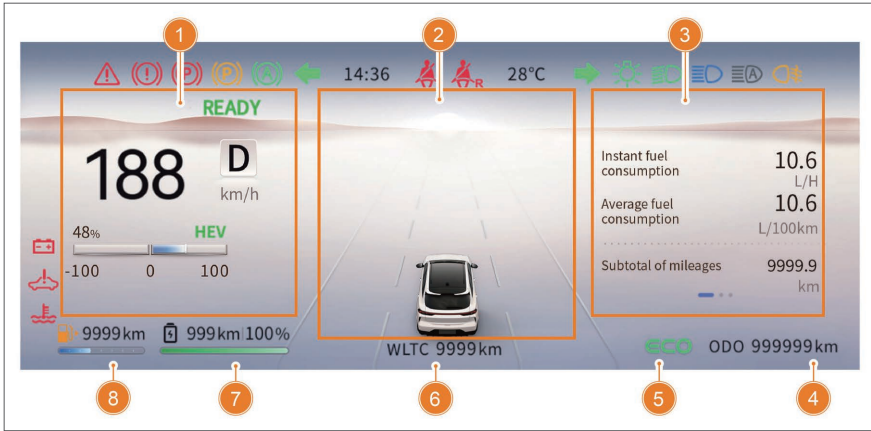 1
2
3
14:36
R
28°C
READY
188
D
km/h
48%
HEV
-100
0
100
Instant fuel
consumption
10.6
L/H
Average fuel
consumption
10.6
L/100km
Subtotal of mileages
9999.9
km
9999km
999km|100%
WLTC 9999km
eco
ODO 999999km
8
7
6
5
4